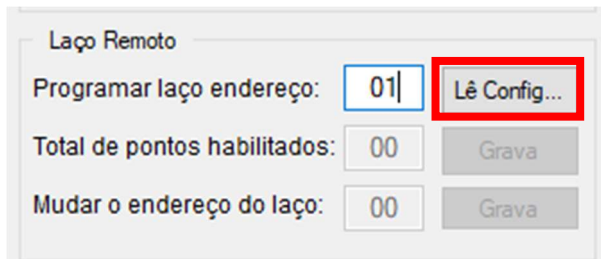 Laço Remoto
Programar laço endereço: 01 Lê Config...
Total de pontos habilitados: 00 Grava
Mudar o endereço do laço: 00 Grava